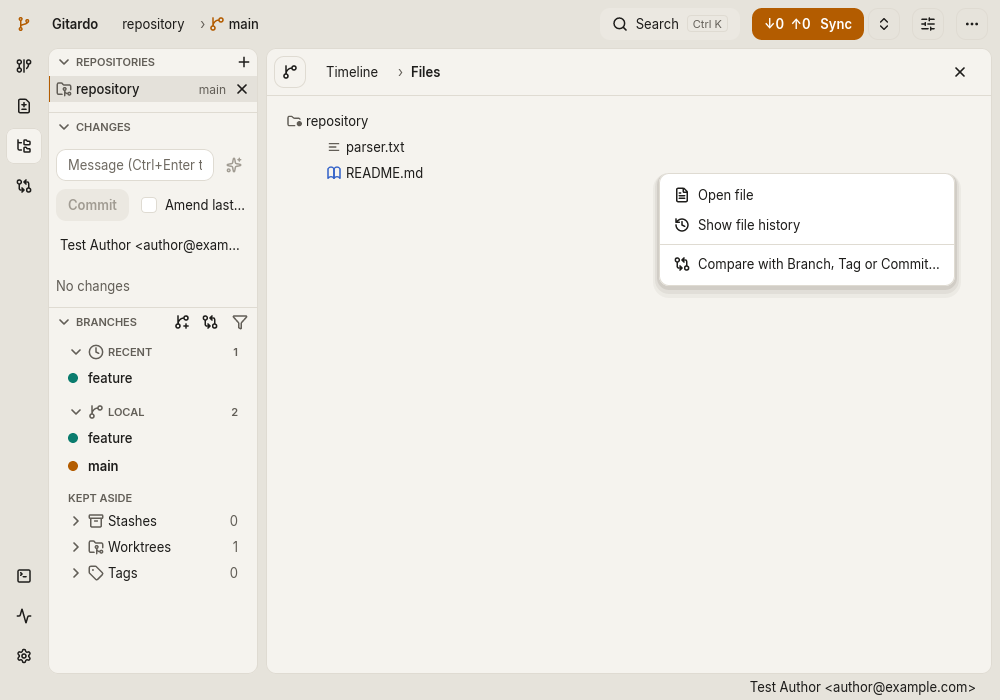 Gitardo repository › main
Search Ctrl K
↓0 ↑0 Sync
REPOSITORIES
repository main
CHANGES
Message (Ctrl+Enter t
Commit Amend last...
Test Author <author@exam...
No changes
BRANCHES
RECENT 1
feature
LOCAL 2
feature
main
KEPT ASIDE
Stashes 0
Worktrees 1
Tags 0
Timeline › Files
repository
parser.txt
README.md
Open file
Show file history
Compare with Branch, Tag or Commit...
Test Author <author@example.com>